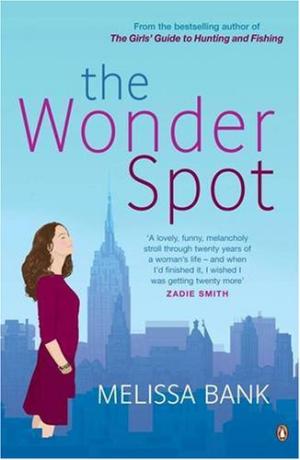 From the bestselling author of
The Girls' Guide to Hunting and Fishing
the
Wonder
Spot
'A lovely, funny, melancholy
stroll through twenty years of
a woman's life – and when
I'd finished it, I wished I
was getting twenty more'
ZADIE SMITH
MELISSA BANK